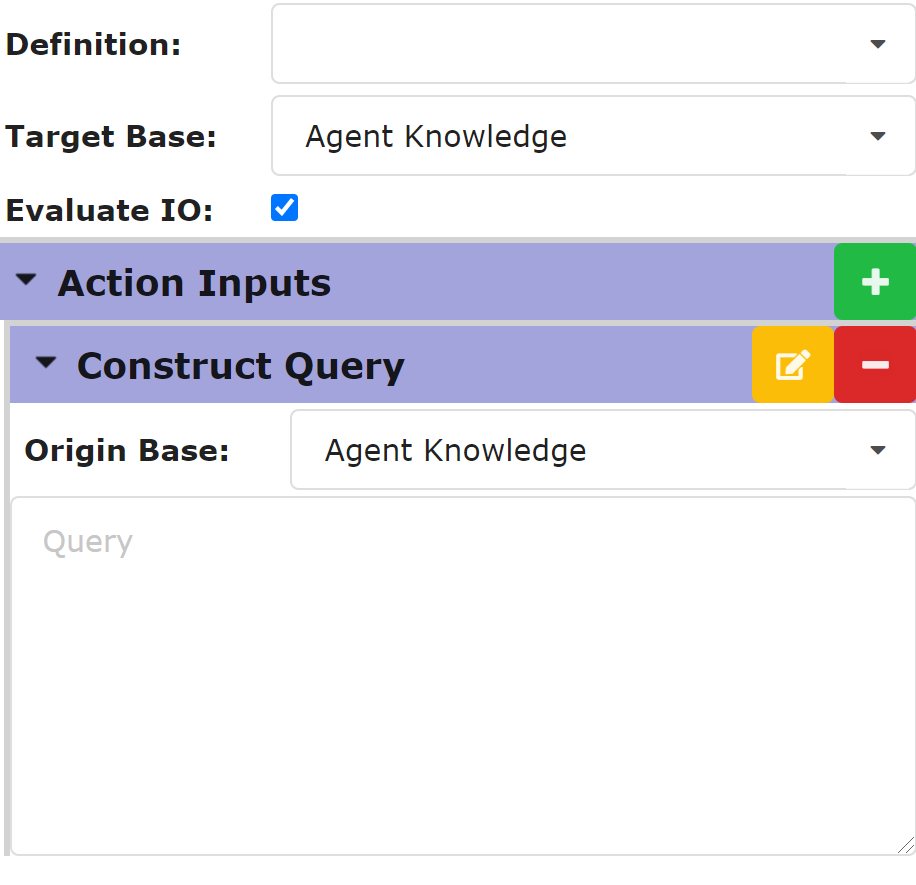 Definition:
Target Base: Agent Knowledge
Evaluate IO:
Action Inputs
Construct Query
Origin Base: Agent Knowledge
Query